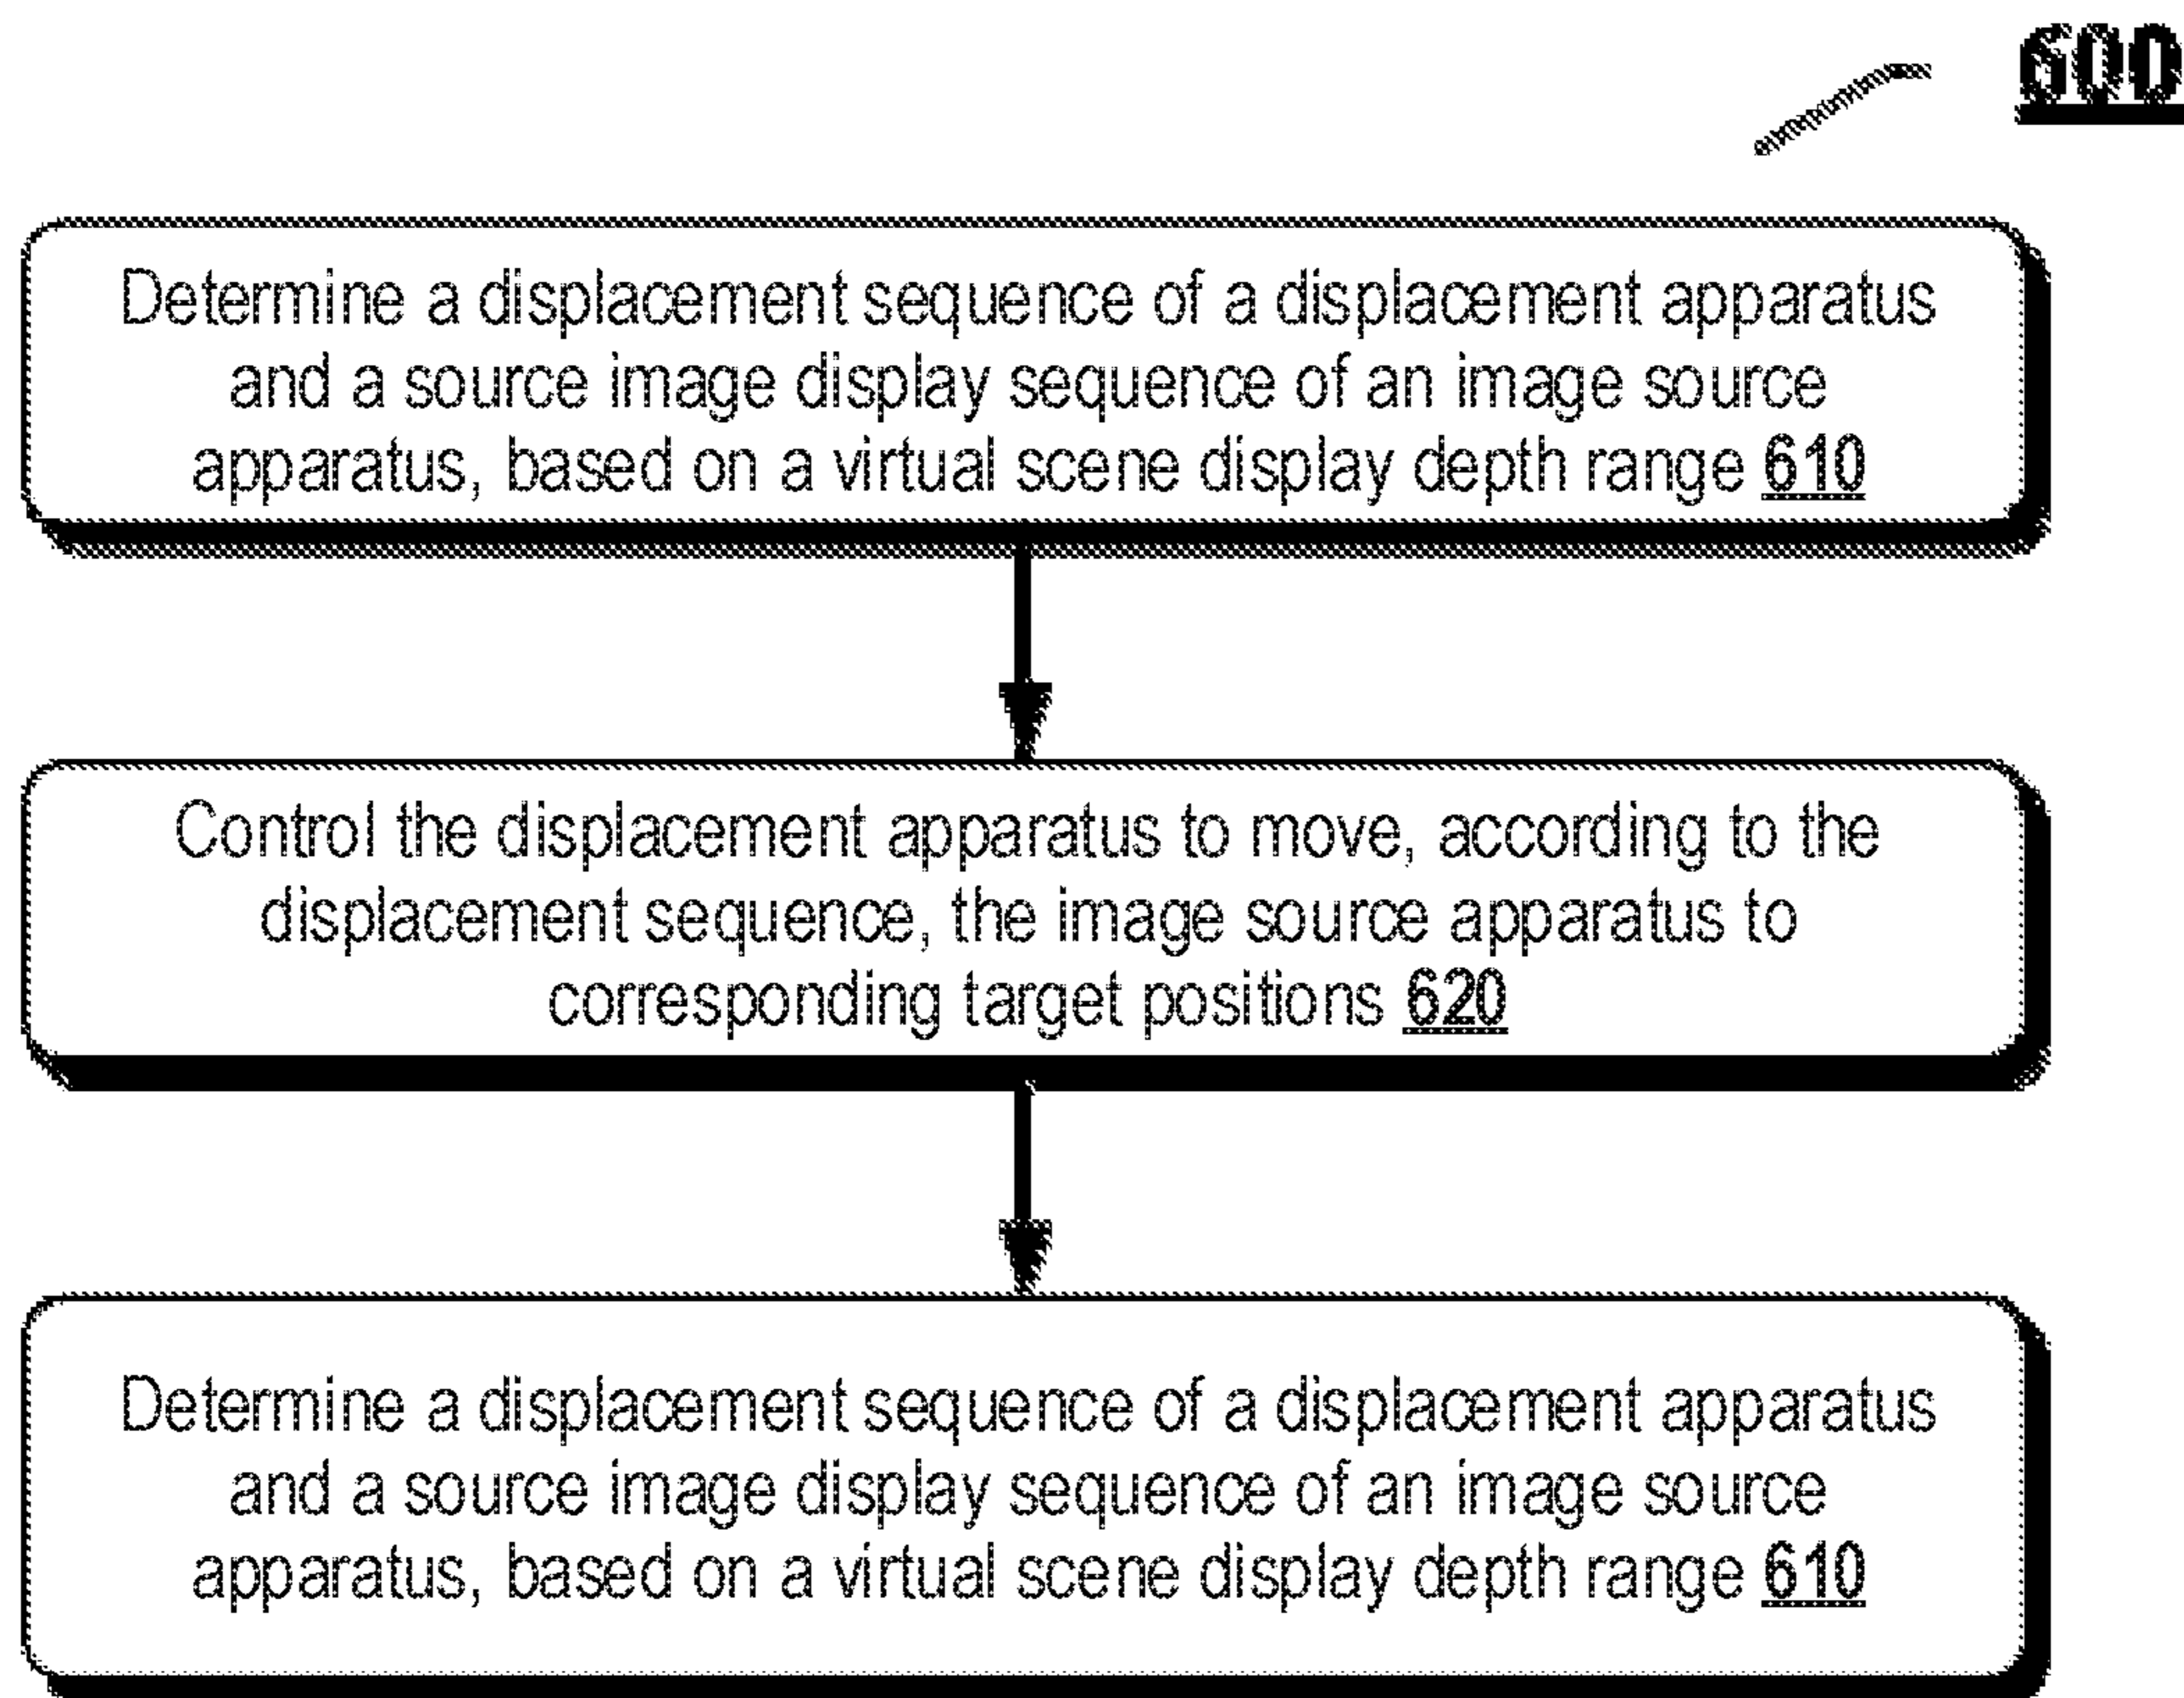 600
Determine a displacement sequence of a displacement apparatus
and a source image display sequence of an image source
apparatus, based on a virtual scene display depth range 610
Control the displacement apparatus to move, according to the
displacement sequence, the image source apparatus to
corresponding target positions 620
Determine a displacement sequence of a displacement apparatus
and a source image display sequence of an image source
apparatus, based on a virtual scene display depth range 610